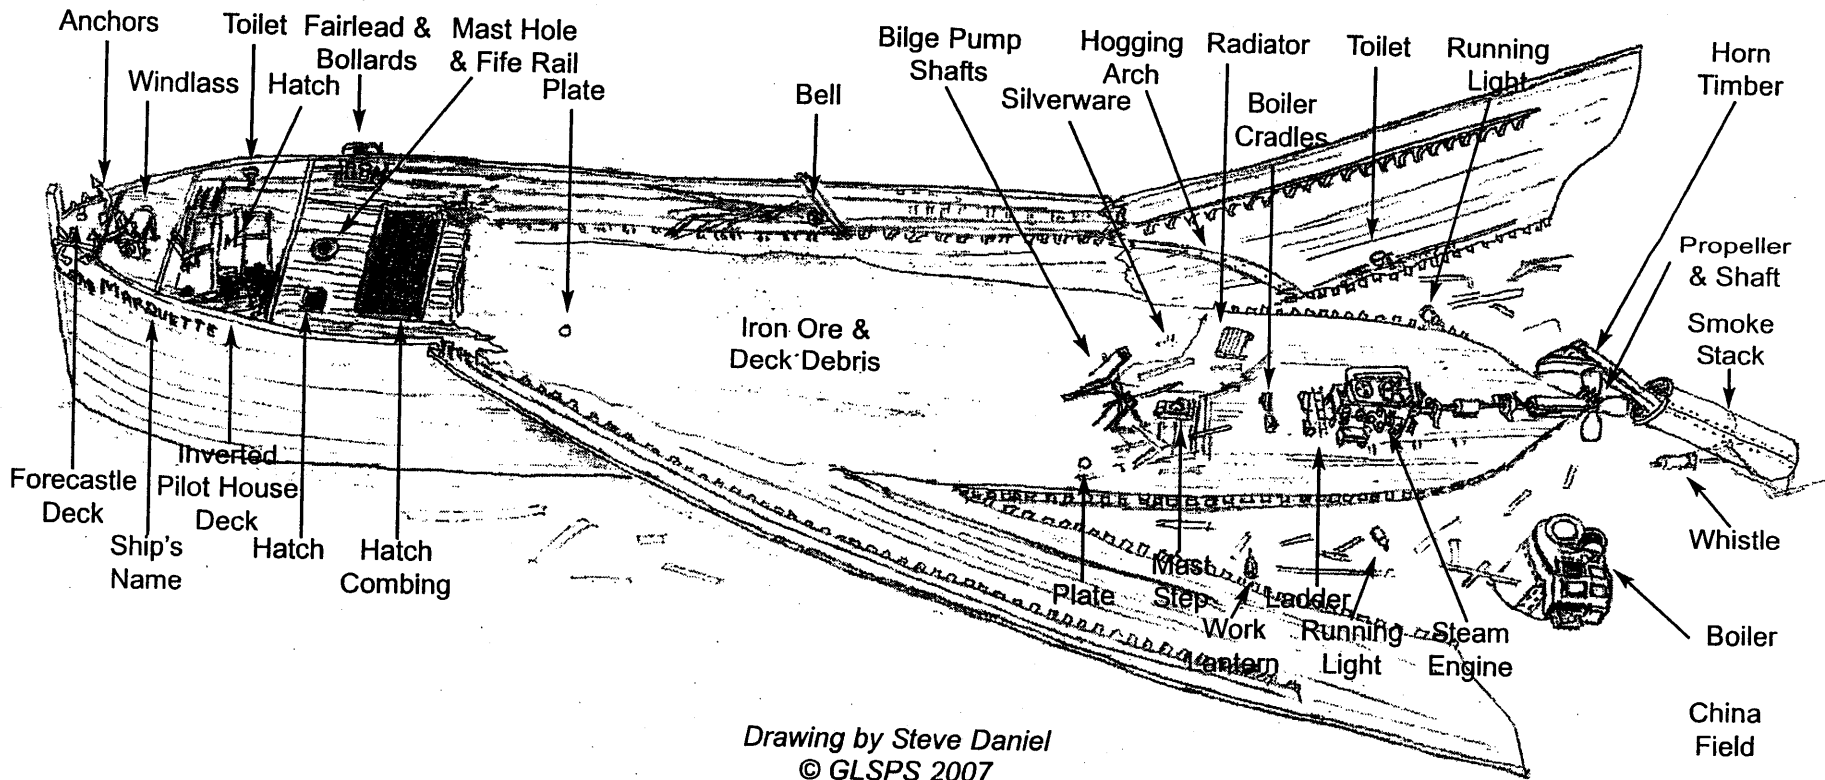 Anchors
Toilet
Fairlead &
Bollards
Mast Hole
& Fife Rail
Windlass
Hatch
Plate
Bell
Bilge Pump
Shafts
Silverware
Hogging
Arch
Radiator
Boiler
Cradles
Toilet
Running
Light
Horn
Timber
Propeller
& Shaft
Smoke
Stack
MARQUETTE
Iron Ore &
Deck Debris
Forecastle
Deck
Ship's
Name
Inverted
Pilot House
Deck
Hatch
Hatch
Combing
Plate
Mast
Step
Work
Lantern
Ladder
Running
Light
Steam
Engine
Whistle
Boiler
China
Field
Drawing by Steve Daniel
© GLSPS 2007